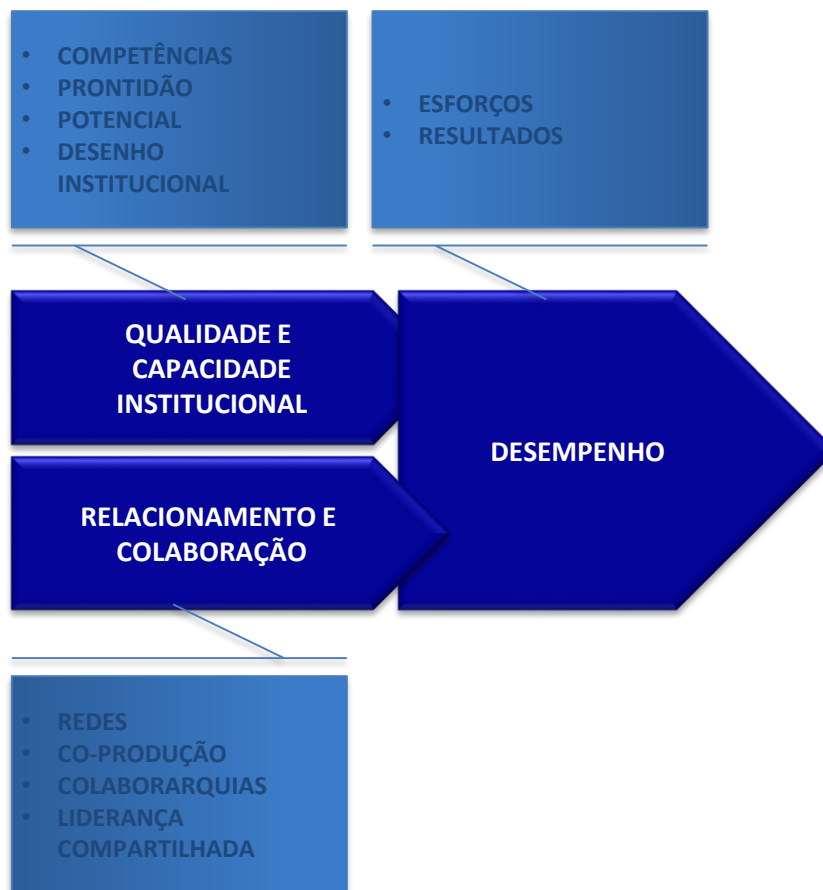 • COMPETÊNCIAS
• PRONTIDÃO
• POTENCIAL
• DESENHO
INSTITUCIONAL
• ESFORÇOS
• RESULTADOS
QUALIDADE E
CAPACIDADE
INSTITUCIONAL
DESEMPENHO
RELACIONAMENTO E
COLABORAÇÃO
• REDES
• CO-PRODUÇÃO
• COLABORARQUIAS
• LIDERANÇA
COMPARTILHADA